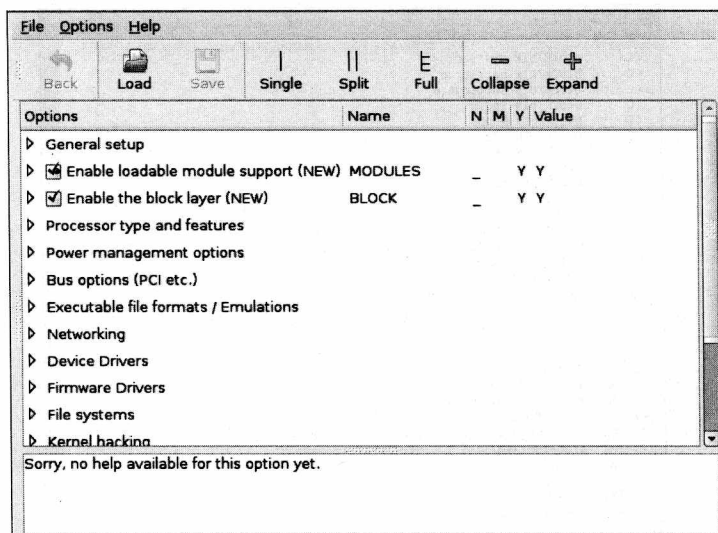 File Options Help
Back Load Save Single Split Full Collapse Expand
Options Name N M Y Value
General setup
Enable loadable module support (NEW) MODULES _ Y Y
Enable the block layer (NEW) BLOCK _ Y Y
Processor type and features
Power management options
Bus options (PCI etc.)
Executable file formats / Emulations
Networking
Device Drivers
Firmware Drivers
File systems
Kernel hacking
Sorry, no help available for this option yet.